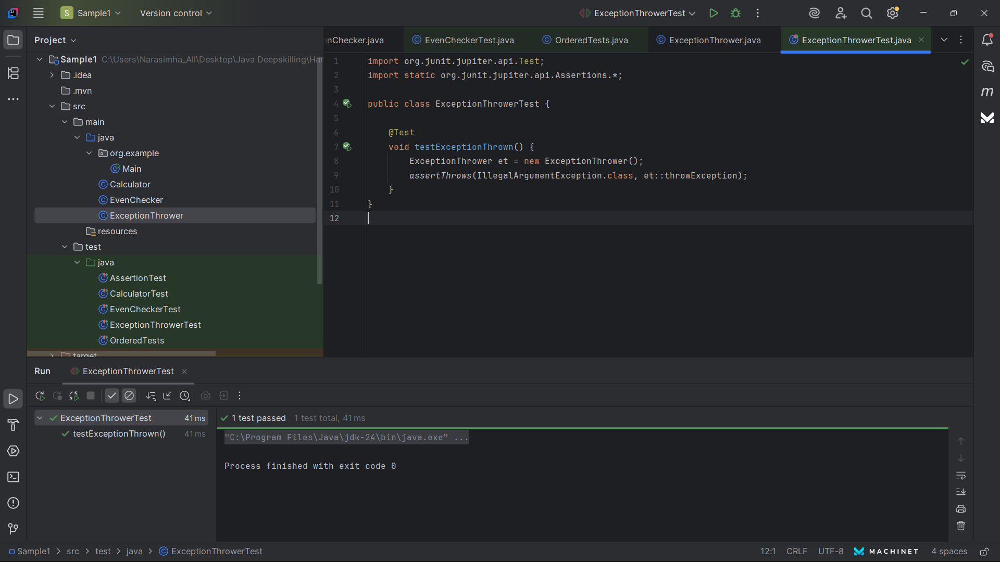 S Sample1 Version control ExceptionThrowerTest
Project
nChecker.java EvenCheckerTest.java OrderedTests.java ExceptionThrower.java ExceptionThrowerTest.java
Sample1 C:\Users\Narasimha_All\Desktop\Java Deepskilling\Har
.idea
.mvn
src
main
java
org.example
Main
Calculator
EvenChecker
ExceptionThrower
resources
test
java
AssertionTest
CalculatorTest
EvenCheckerTest
ExceptionThrowerTest
OrderedTests
target
1 import org.junit.jupiter.api.Test;
2 import static org.junit.jupiter.api.Assertions.*;
3
4 public class ExceptionThrowerTest {
5
6 @Test
7 void testExceptionThrown() {
8 ExceptionThrower et = new ExceptionThrower();
9 assertThrows(IllegalArgumentException.class, et::throwException);
10 }
11 }
12
Run ExceptionThrowerTest
ExceptionThrowerTest 41 ms
testExceptionThrown() 41 ms
1 test passed 1 test total, 41 ms
"C:\Program Files\Java\jdk-24\bin\java.exe" ...
Process finished with exit code 0
Sample1 > src > test > java > ExceptionThrowerTest
12:1 CRLF UTF-8 MACHINET 4 spaces